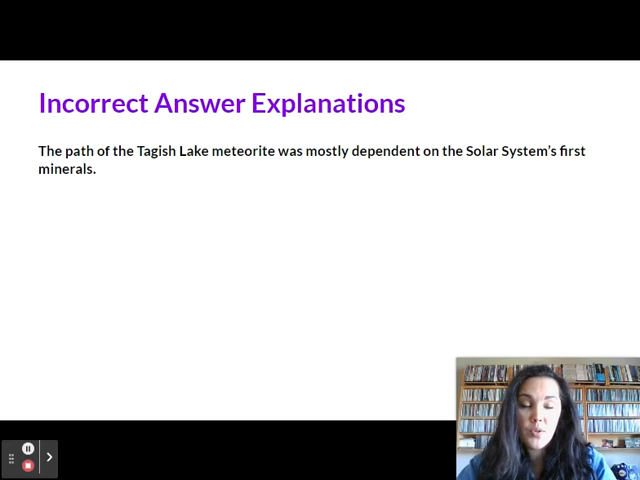 Incorrect Answer Explanations
The path of the Tagish Lake meteorite was mostly dependent on the Solar System’s first
minerals.